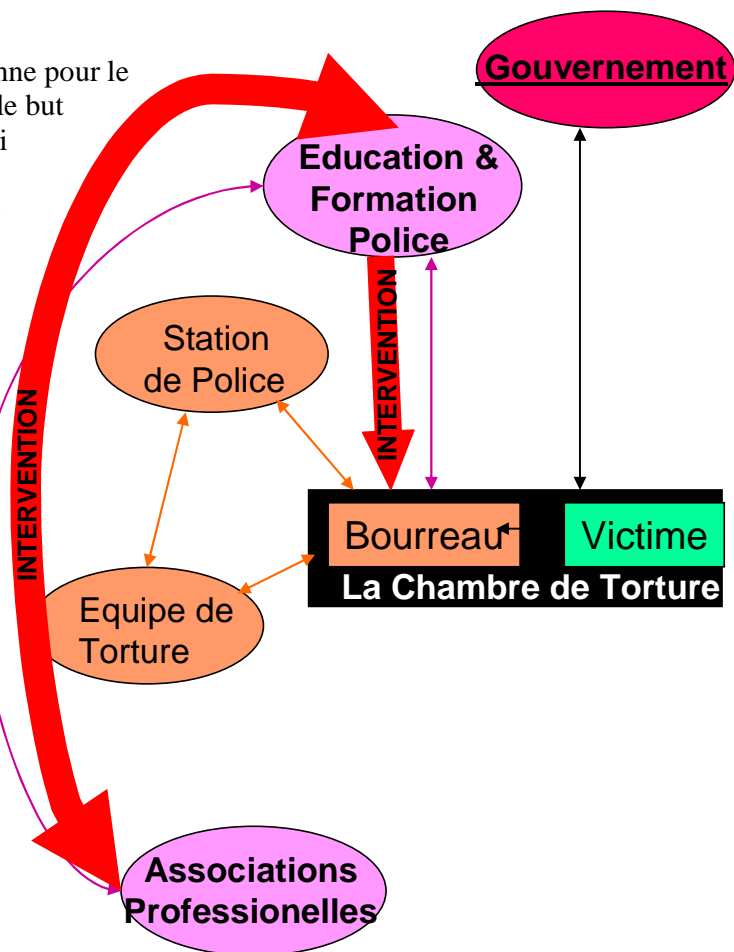 nne pour le
le but
i
Gouvernement
Education &
Formation
Police
INTERVENTION
Station
de Police
INTERVENTION
Bourreau
Victime
La Chambre de Torture
Equipe de
Torture
Associations
Professionelles